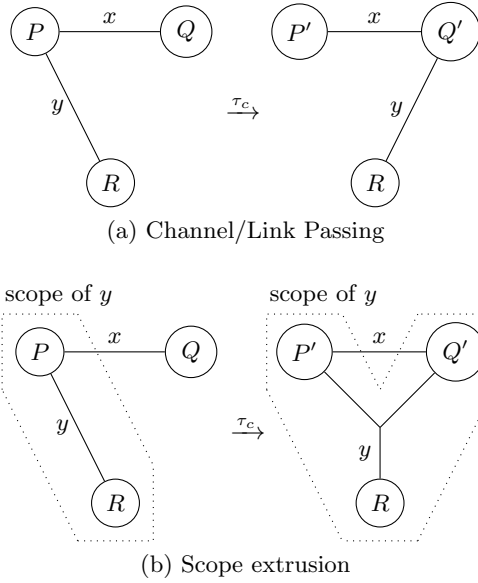 P x Q P′ x Q′
y τc y
R R
(a) Channel/Link Passing
scope of y scope of y
P x Q P′ x Q′
y τc y
R R
(b) Scope extrusion